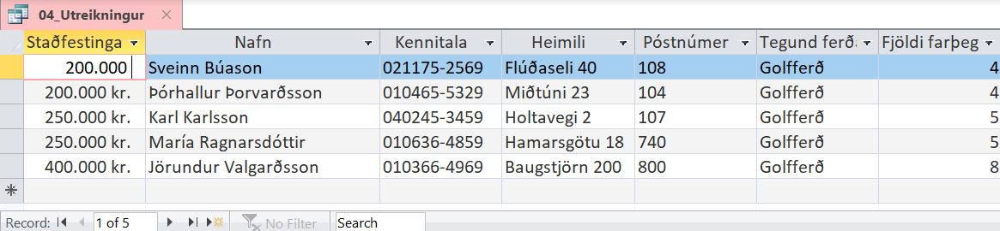 04_Utreikningur
Staðfestinga Nafn Kennitala Heimili Póstnúmer Tegund ferða Fjöldi farþeg
200.000 Sveinn Búason 021175-2569 Flúðaseli 40 108 Golfferð 4
200.000 kr. Þórhallur Þorvarðsson 010465-5329 Miðtúni 23 104 Golfferð 4
250.000 kr. Karl Karlsson 040245-3459 Holtavegi 2 107 Golfferð 5
250.000 kr. María Ragnarsdóttir 010636-4859 Hamarsgötu 18 740 Golfferð 5
400.000 kr. Jörundur Valgarðsson 010366-4969 Baugstjörn 200 800 Golfferð 8
Record: 1 of 5 No Filter Search